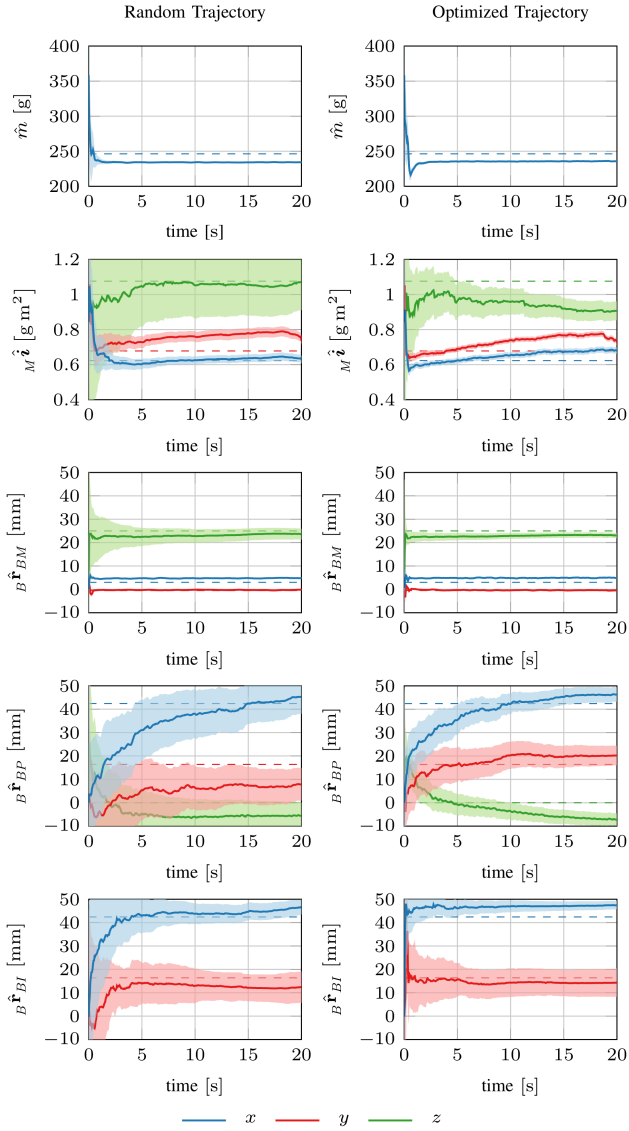 Random Trajectory Optimized Trajectory
400 400
350 350
300 300
250 250
200 200
m̂ [g] m̂ [g]
0 5 10 15 20 0 5 10 15 20
time [s] time [s]
1.2 1.2
1 1
0.8 0.8
0.6 0.6
0.4 0.4
M î [g m²] M î [g m²]
0 5 10 15 20 0 5 10 15 20
time [s] time [s]
50 50
40 40
30 30
20 20
10 10
0 0
−10 −10
B r̂ BM [mm] B r̂ BM [mm]
0 5 10 15 20 0 5 10 15 20
time [s] time [s]
50 50
40 40
30 30
20 20
10 10
0 0
−10 −10
B r̂ BP [mm] B r̂ BP [mm]
0 5 10 15 20 0 5 10 15 20
time [s] time [s]
50 50
40 40
30 30
20 20
10 10
0 0
−10 −10
B r̂ BI [mm] B r̂ BI [mm]
0 5 10 15 20 0 5 10 15 20
time [s] time [s]
x y z